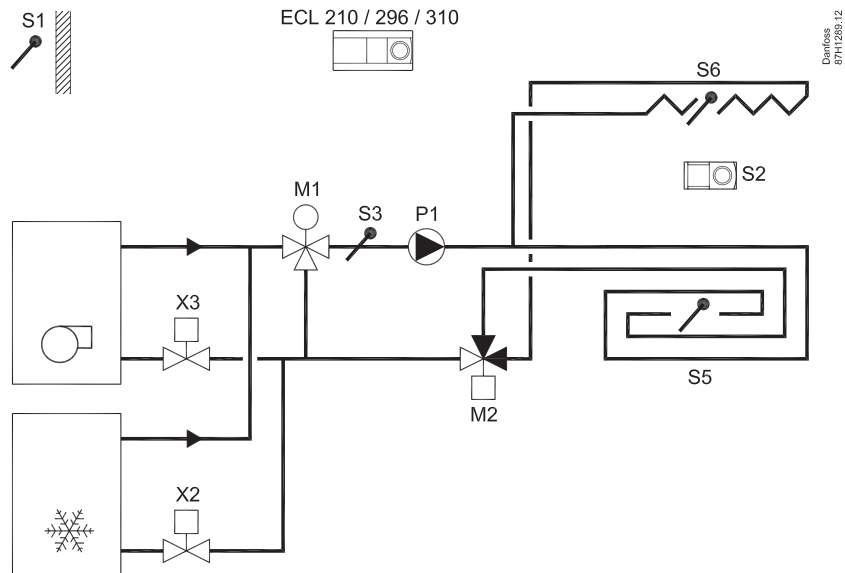 S1
ECL 210 / 296 / 310
Danfoss
87H1289.12
S6
S2
M1
S3
P1
X3
S5
M2
X2